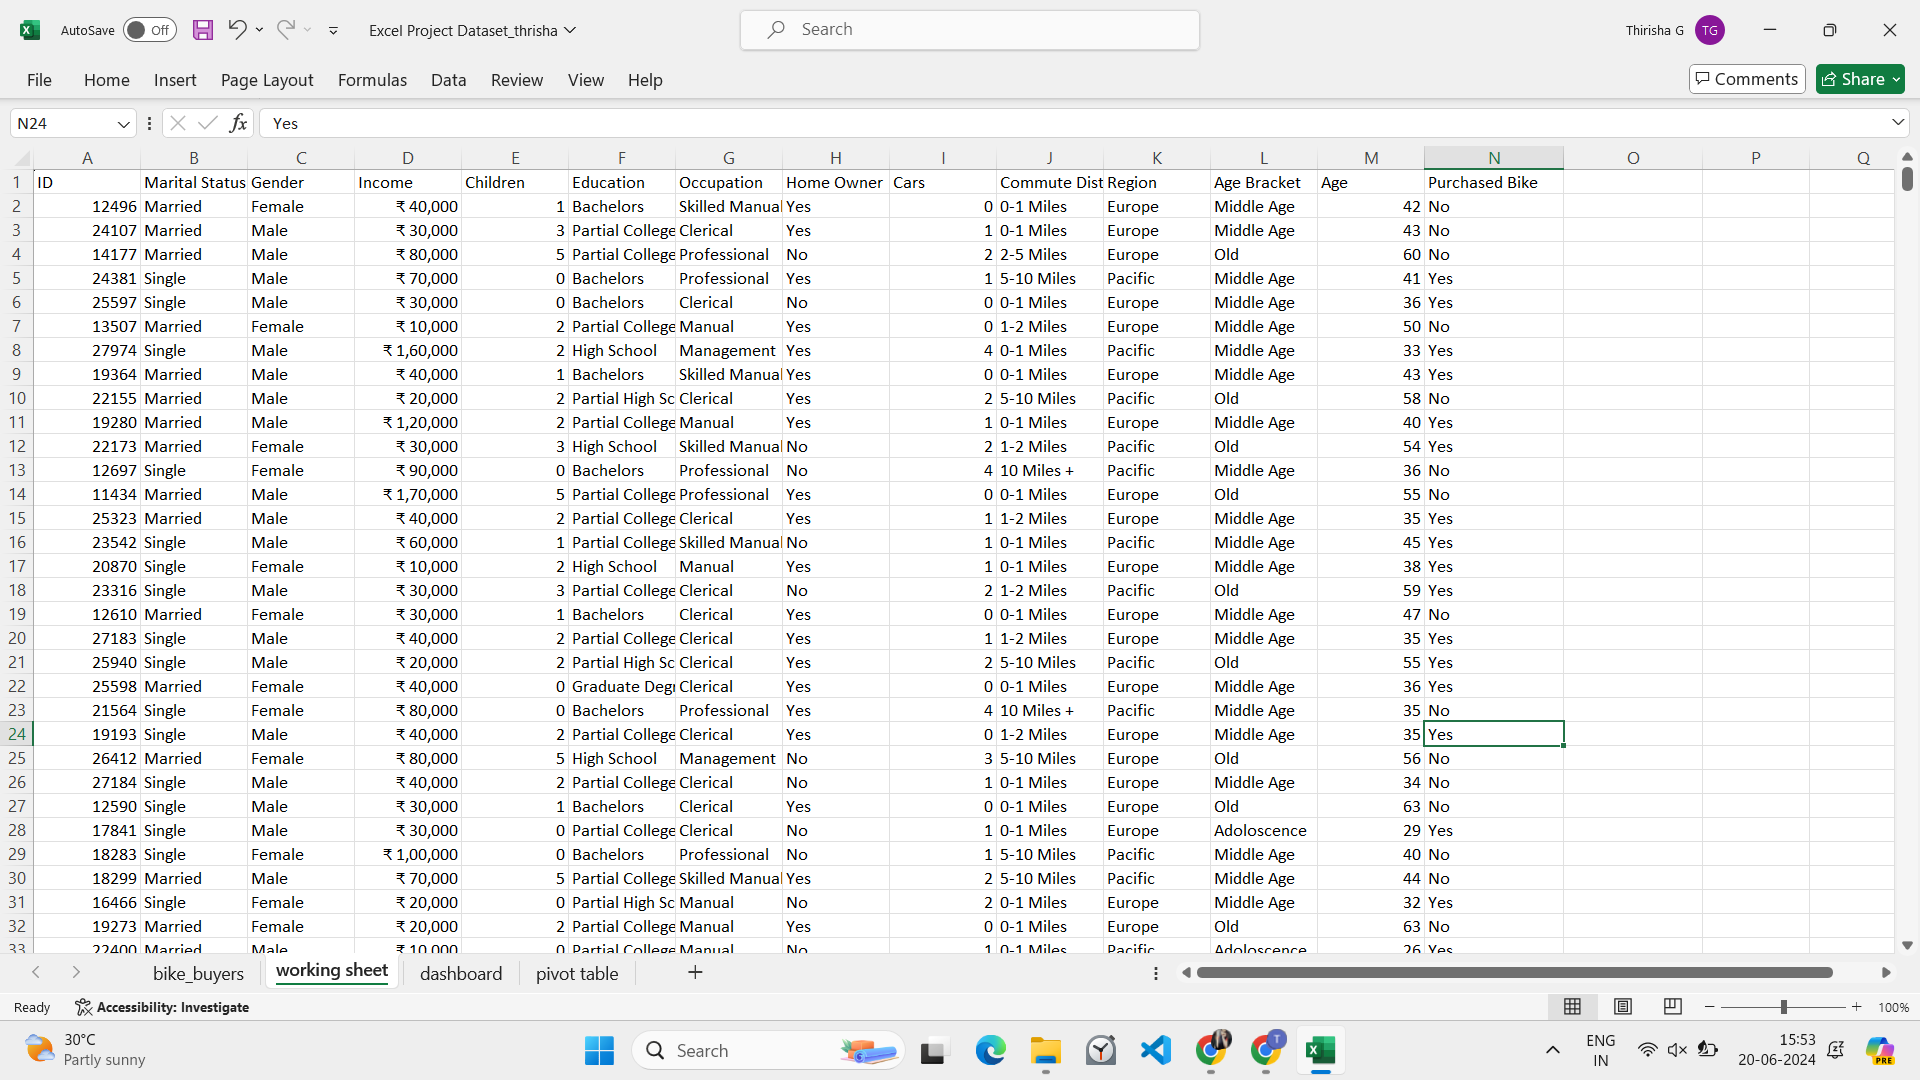 AutoSave Off Excel Project Dataset_thrisha Search Thirisha G TG
File Home Insert Page Layout Formulas Data Review View Help Comments Share
N24 fx Yes
A B C D E F G H I J K L M N O P Q
1 ID Marital Status Gender Income Children Education Occupation Home Owner Cars Commute Dist Region Age Bracket Age Purchased Bike
2 12496 Married Female ₹ 40,000 1 Bachelors Skilled Manual Yes 0 0-1 Miles Europe Middle Age 42 No
3 24107 Married Male ₹ 30,000 3 Partial College Clerical Yes 1 0-1 Miles Europe Middle Age 43 No
4 14177 Married Male ₹ 80,000 5 Partial College Professional No 2 2-5 Miles Europe Old 60 No
5 24381 Single Male ₹ 70,000 0 Bachelors Professional Yes 1 5-10 Miles Pacific Middle Age 41 Yes
6 25597 Single Male ₹ 30,000 0 Bachelors Clerical No 0 0-1 Miles Europe Middle Age 36 Yes
7 13507 Married Female ₹ 10,000 2 Partial College Manual Yes 0 1-2 Miles Europe Middle Age 50 No
8 27974 Single Male ₹ 1,60,000 2 High School Management Yes 4 0-1 Miles Pacific Middle Age 33 Yes
9 19364 Married Male ₹ 40,000 1 Bachelors Skilled Manual Yes 0 0-1 Miles Europe Middle Age 43 Yes
10 22155 Married Male ₹ 20,000 2 Partial High Sc Clerical Yes 2 5-10 Miles Pacific Old 58 No
11 19280 Married Male ₹ 1,20,000 2 Partial College Manual Yes 1 0-1 Miles Europe Middle Age 40 Yes
12 22173 Married Female ₹ 30,000 3 High School Skilled Manual No 2 1-2 Miles Pacific Old 54 Yes
13 12697 Single Female ₹ 90,000 0 Bachelors Professional No 4 10 Miles + Pacific Middle Age 36 No
14 11434 Married Male ₹ 1,70,000 5 Partial College Professional Yes 0 0-1 Miles Europe Old 55 No
15 25323 Married Male ₹ 40,000 2 Partial College Clerical Yes 1 1-2 Miles Europe Middle Age 35 Yes
16 23542 Single Male ₹ 60,000 1 Partial College Skilled Manual No 1 0-1 Miles Pacific Middle Age 45 Yes
17 20870 Single Female ₹ 10,000 2 High School Manual Yes 1 0-1 Miles Europe Middle Age 38 Yes
18 23316 Single Male ₹ 30,000 3 Partial College Clerical No 2 1-2 Miles Pacific Old 59 Yes
19 12610 Married Female ₹ 30,000 1 Bachelors Clerical Yes 0 0-1 Miles Europe Middle Age 47 No
20 27183 Single Male ₹ 40,000 2 Partial College Clerical Yes 1 1-2 Miles Europe Middle Age 35 Yes
21 25940 Single Male ₹ 20,000 2 Partial High Sc Clerical Yes 2 5-10 Miles Pacific Old 55 Yes
22 25598 Married Female ₹ 40,000 0 Graduate Degr Clerical Yes 0 0-1 Miles Europe Middle Age 36 Yes
23 21564 Single Female ₹ 80,000 0 Bachelors Professional Yes 4 10 Miles + Pacific Middle Age 35 No
24 19193 Single Male ₹ 40,000 2 Partial College Clerical Yes 0 1-2 Miles Europe Middle Age 35 Yes
25 26412 Married Female ₹ 80,000 5 High School Management No 3 5-10 Miles Europe Old 56 No
26 27184 Single Male ₹ 40,000 2 Partial College Clerical No 1 0-1 Miles Europe Middle Age 34 No
27 12590 Single Male ₹ 30,000 1 Bachelors Clerical Yes 0 0-1 Miles Europe Old 63 No
28 17841 Single Male ₹ 30,000 0 Partial College Clerical No 1 0-1 Miles Europe Adoloscence 29 Yes
29 18283 Single Female ₹ 1,00,000 0 Bachelors Professional No 1 5-10 Miles Pacific Middle Age 40 No
30 18299 Married Male ₹ 70,000 5 Partial College Skilled Manual Yes 2 5-10 Miles Pacific Middle Age 44 No
31 16466 Single Female ₹ 20,000 0 Partial High Sc Manual No 2 0-1 Miles Europe Middle Age 32 Yes
32 19273 Married Female ₹ 20,000 2 Partial College Manual Yes 0 0-1 Miles Europe Old 63 No
33 22400 Married Male ₹ 10,000 0 Partial College Manual No 1 0-1 Miles Pacific Adoloscence 26 Yes
bike_buyers working sheet dashboard pivot table +
Ready Accessibility: Investigate 100%
30°C
Partly sunny
Search
ENG
IN
15:53
20-06-2024
PRE